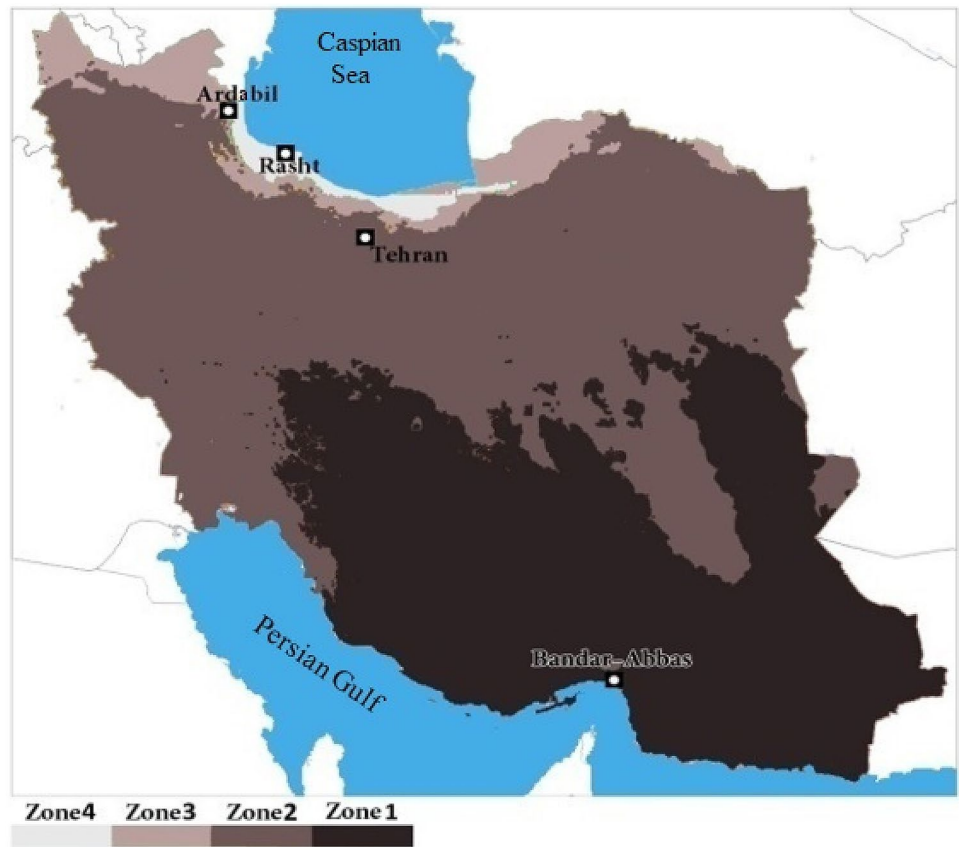 Caspian
Sea
Ardabil
Rasht
Tehran
Persian Gulf
Bandar-Abbas
Zone4 Zone3 Zone2 Zone1